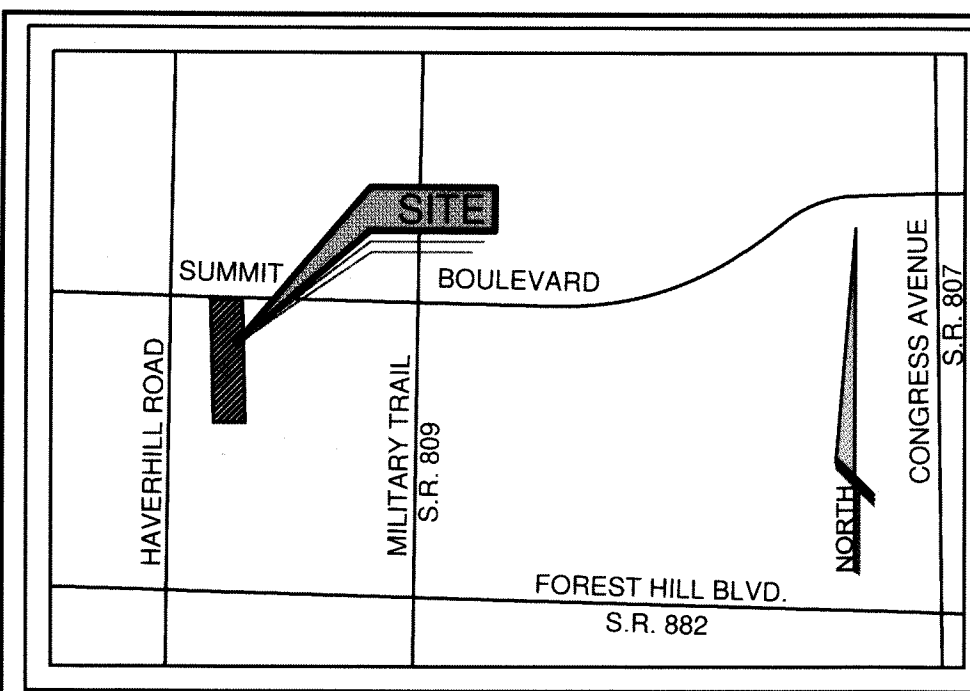 SITE
SUMMIT
BOULEVARD
HAVERHILL ROAD
MILITARY TRAIL
S.R. 809
CONGRESS AVENUE
S.R. 807
NORTH
FOREST HILL BLVD.
S.R. 882